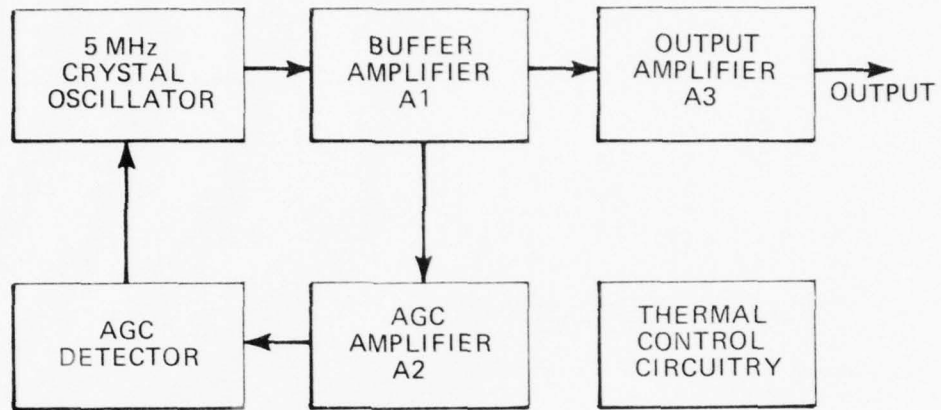 5 MHz
CRYSTAL
OSCILLATOR
BUFFER
AMPLIFIER
A1
OUTPUT
AMPLIFIER
A3
OUTPUT
AGC
DETECTOR
AGC
AMPLIFIER
A2
THERMAL
CONTROL
CIRCUITRY